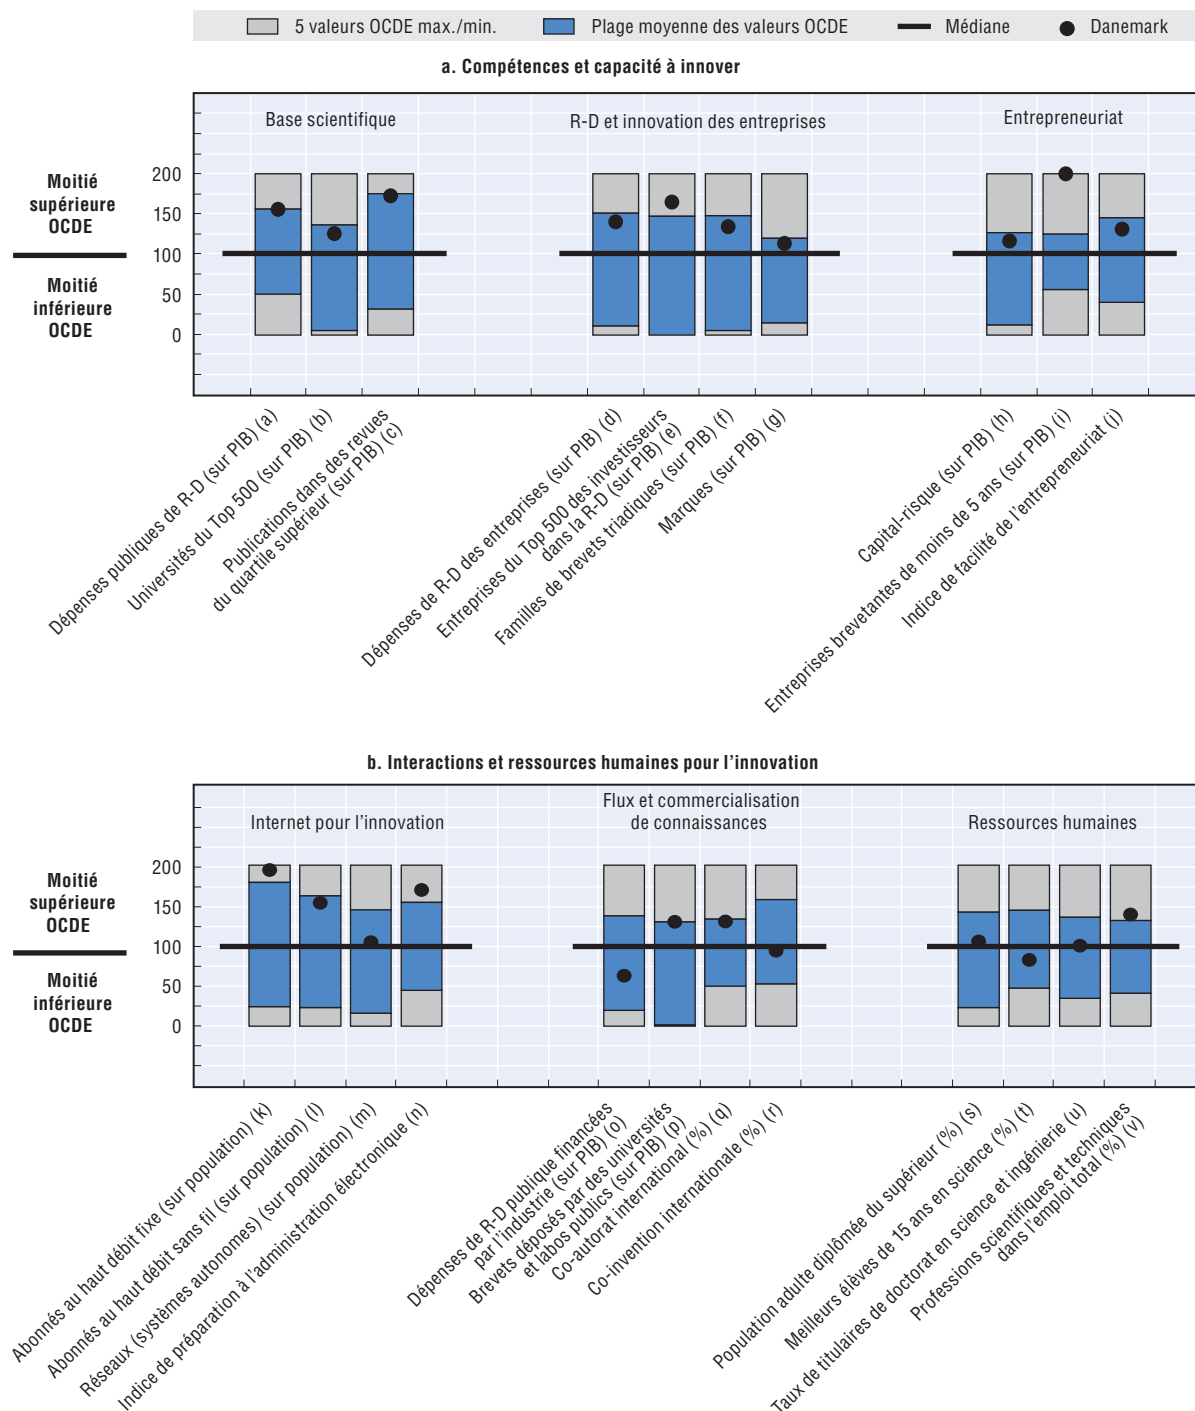 5 valeurs OCDE max./min.
Plage moyenne des valeurs OCDE
Médiane
Danemark
a. Compétences et capacité à innover
Base scientifique
R-D et innovation des entreprises
Entrepreneuriat
Moitié
supérieure
OCDE
Moitié
inférieure
OCDE
200
150
100
50
0
Dépenses publiques de R-D (sur PIB) (a)
Universités du Top 500 (sur PIB) (b)
Publications dans des revues
du quartile supérieur (sur PIB) (c)
Dépenses de R-D des entreprises (sur PIB) (d)
Entreprises du Top 500 des investisseurs
dans la R-D (sur PIB) (e)
Familles de brevets triadiques (sur PIB) (f)
Marques (sur PIB) (g)
Capital-risque (sur PIB) (h)
Entreprises brevetantes de moins de 5 ans (sur PIB) (i)
Indice de facilité de l'entrepreneuriat (j)
b. Interactions et ressources humaines pour l'innovation
Internet pour l'innovation
Flux et commercialisation
de connaissances
Ressources humaines
Moitié
supérieure
OCDE
Moitié
inférieure
OCDE
200
150
100
50
0
Abonnés au haut débit fixe (sur population) (k)
Abonnés au haut débit sans fil (sur population) (l)
Réseaux (systèmes autonomes) (sur population) (m)
Indice de préparation à l'administration électronique (n)
Dépenses de R-D publique financées
par l'industrie (sur PIB) (o)
Brevets déposés par des universités
et labos publics (sur PIB) (p)
Co-autorat international (%) (q)
Co-invention internationale (%) (r)
Population adulte diplômée du supérieur (%) (s)
Meilleurs élèves de 15 ans en science (%) (t)
Taux de titulaires de doctorat en science et ingénierie (u)
Professions scientifiques et techniques
dans l'emploi total (%) (v)